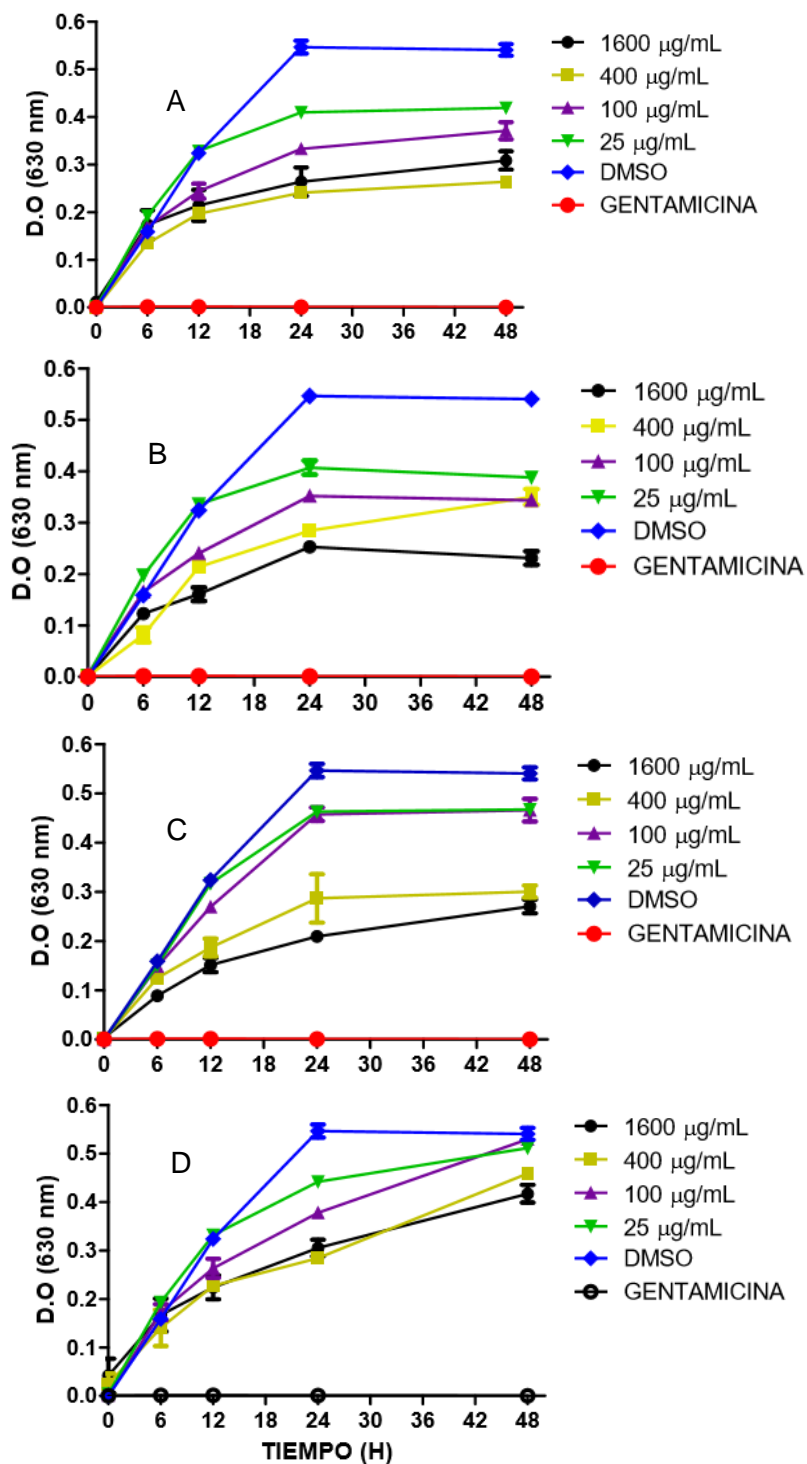 0.6
0.5
0.4
0.3
0.2
0.1
0.0
D.O (630 nm)
A
0 6 12 18 24 30 36 42 48
1600 µg/mL
400 µg/mL
100 µg/mL
25 µg/mL
DMSO
GENTAMICINA
0.6
0.5
0.4
0.3
0.2
0.1
0.0
D.O (630 nm)
B
0 6 12 18 24 30 36 42 48
1600 µg/mL
400 µg/mL
100 µg/mL
25 µg/mL
DMSO
GENTAMICINA
0.6
0.5
0.4
0.3
0.2
0.1
0.0
D.O (630 nm)
C
0 6 12 18 24 30 36 42 48
1600 µg/mL
400 µg/mL
100 µg/mL
25 µg/mL
DMSO
GENTAMICINA
0.6
0.5
0.4
0.3
0.2
0.1
0.0
D.O (630 nm)
D
0 6 12 18 24 30 36 42 48
TIEMPO (H)
1600 µg/mL
400 µg/mL
100 µg/mL
25 µg/mL
DMSO
GENTAMICINA